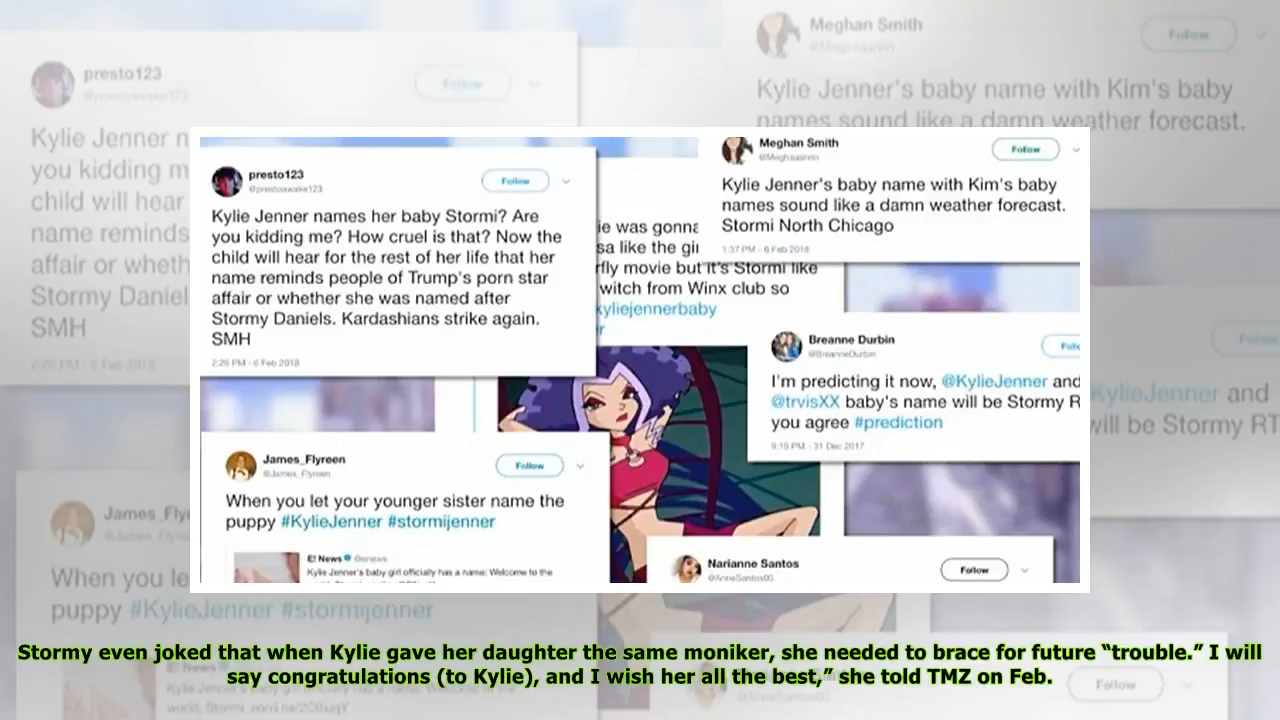 presto123
@prestoawake123
Follow
Kylie Jenner names her baby Stormi? Are
you kidding me? How cruel is that? Now the
child will hear for the rest of her life that her
name reminds people of Trump's porn star
affair or whether she was named after
Stormy Daniels. Kardashians strike again.
SMH
2:26 PM - 6 Feb 2018
Meghan Smith
Follow
Kylie Jenner's baby name with Kim's baby
names sound like a damn weather forecast.
Stormi North Chicago
1:37 PM - 6 Feb 2018
ie was gonna
sa like the gir
rfly movie but it's Stormi like
witch from Winx club so
kyliejennerbaby
r
Breanne Durbin
@BreanneDurbin
Foll
I'm predicting it now, @KylieJenner and
@trvisXX baby's name will be Stormy R
you agree #prediction
9:15 PM - 31 Dec 2017
James_Flyreen
@James_Flyreen
Follow
When you let your younger sister name the
puppy #KylieJenner #stormijenner
E! News @enews
Kylie Jenner's baby girl officially has a name: Welcome to the
Narianne Santos
@AnneSantos00
Follow
Stormy even joked that when Kylie gave her daughter the same moniker, she needed to brace for future “trouble.” I will
say congratulations (to Kylie), and I wish her all the best,” she told TMZ on Feb.